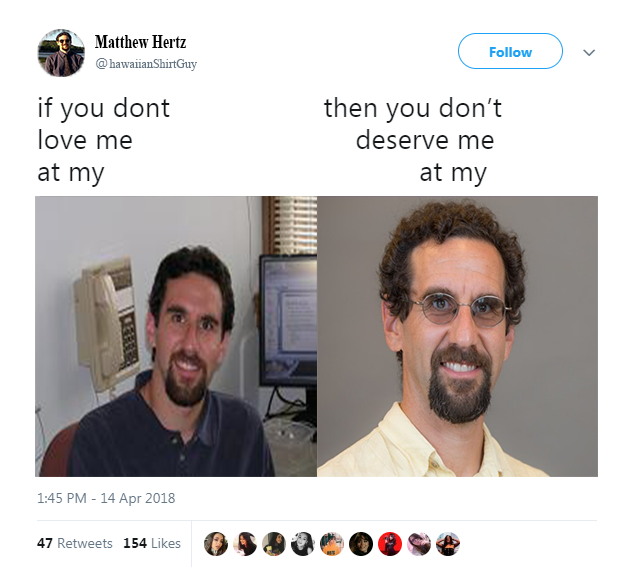 Matthew Hertz
@hawaiianShirtGuy
Follow
if you dont
love me
at my
then you don't
deserve me
at my
1:45 PM - 14 Apr 2018
47 Retweets 154 Likes